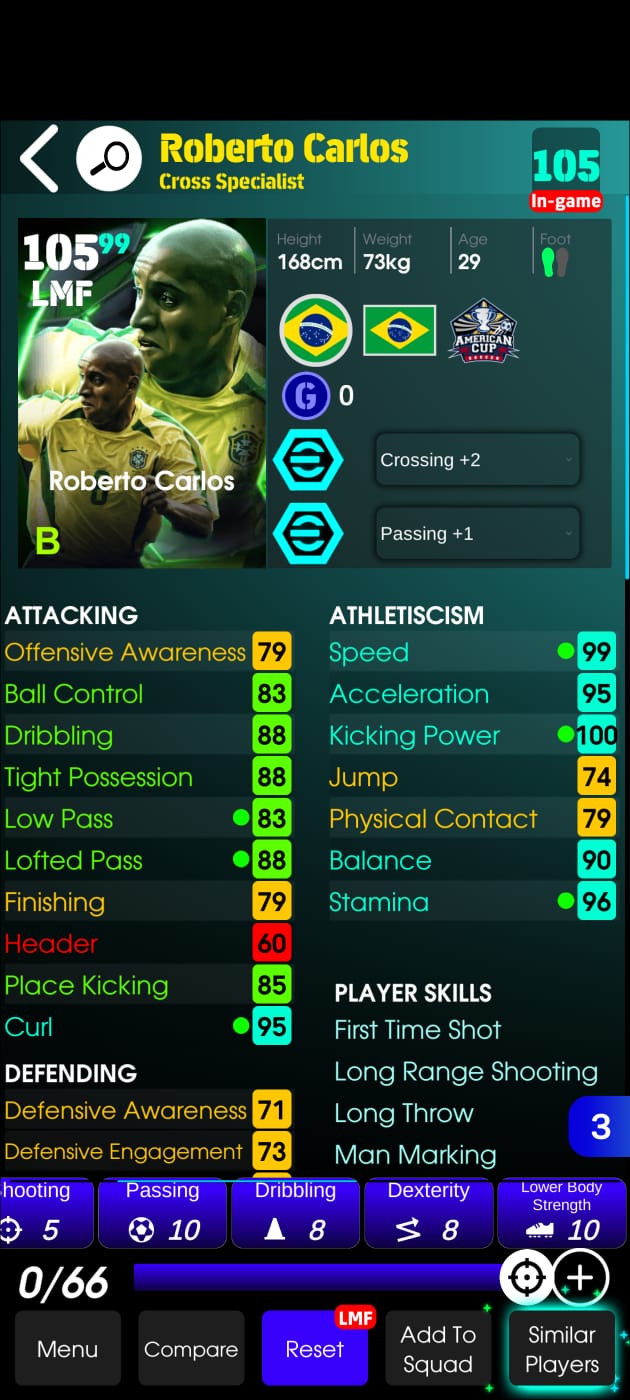 Roberto Carlos
Cross Specialist
105
In-game
105 99
LMF
Roberto Carlos
B
Height
168cm
Weight
73kg
Age
29
Foot
AMERICAN
CUP
G 0
Crossing +2
Passing +1
ATTACKING
Offensive Awareness 79
Ball Control 83
Dribbling 88
Tight Possession 88
Low Pass 83
Lofted Pass 88
Finishing 79
Header 60
Place Kicking 85
Curl 95
DEFENDING
Defensive Awareness 71
Defensive Engagement 73
ATHLETISCISM
Speed 99
Acceleration 95
Kicking Power 100
Jump 74
Physical Contact 79
Balance 90
Stamina 96
PLAYER SKILLS
First Time Shot
Long Range Shooting
Long Throw
Man Marking
3
hooting
5
Passing
10
Dribbling
8
Dexterity
8
Lower Body
Strength
10
0/66
Menu
Compare
LMF
Reset
Add To
Squad
Similar
Players